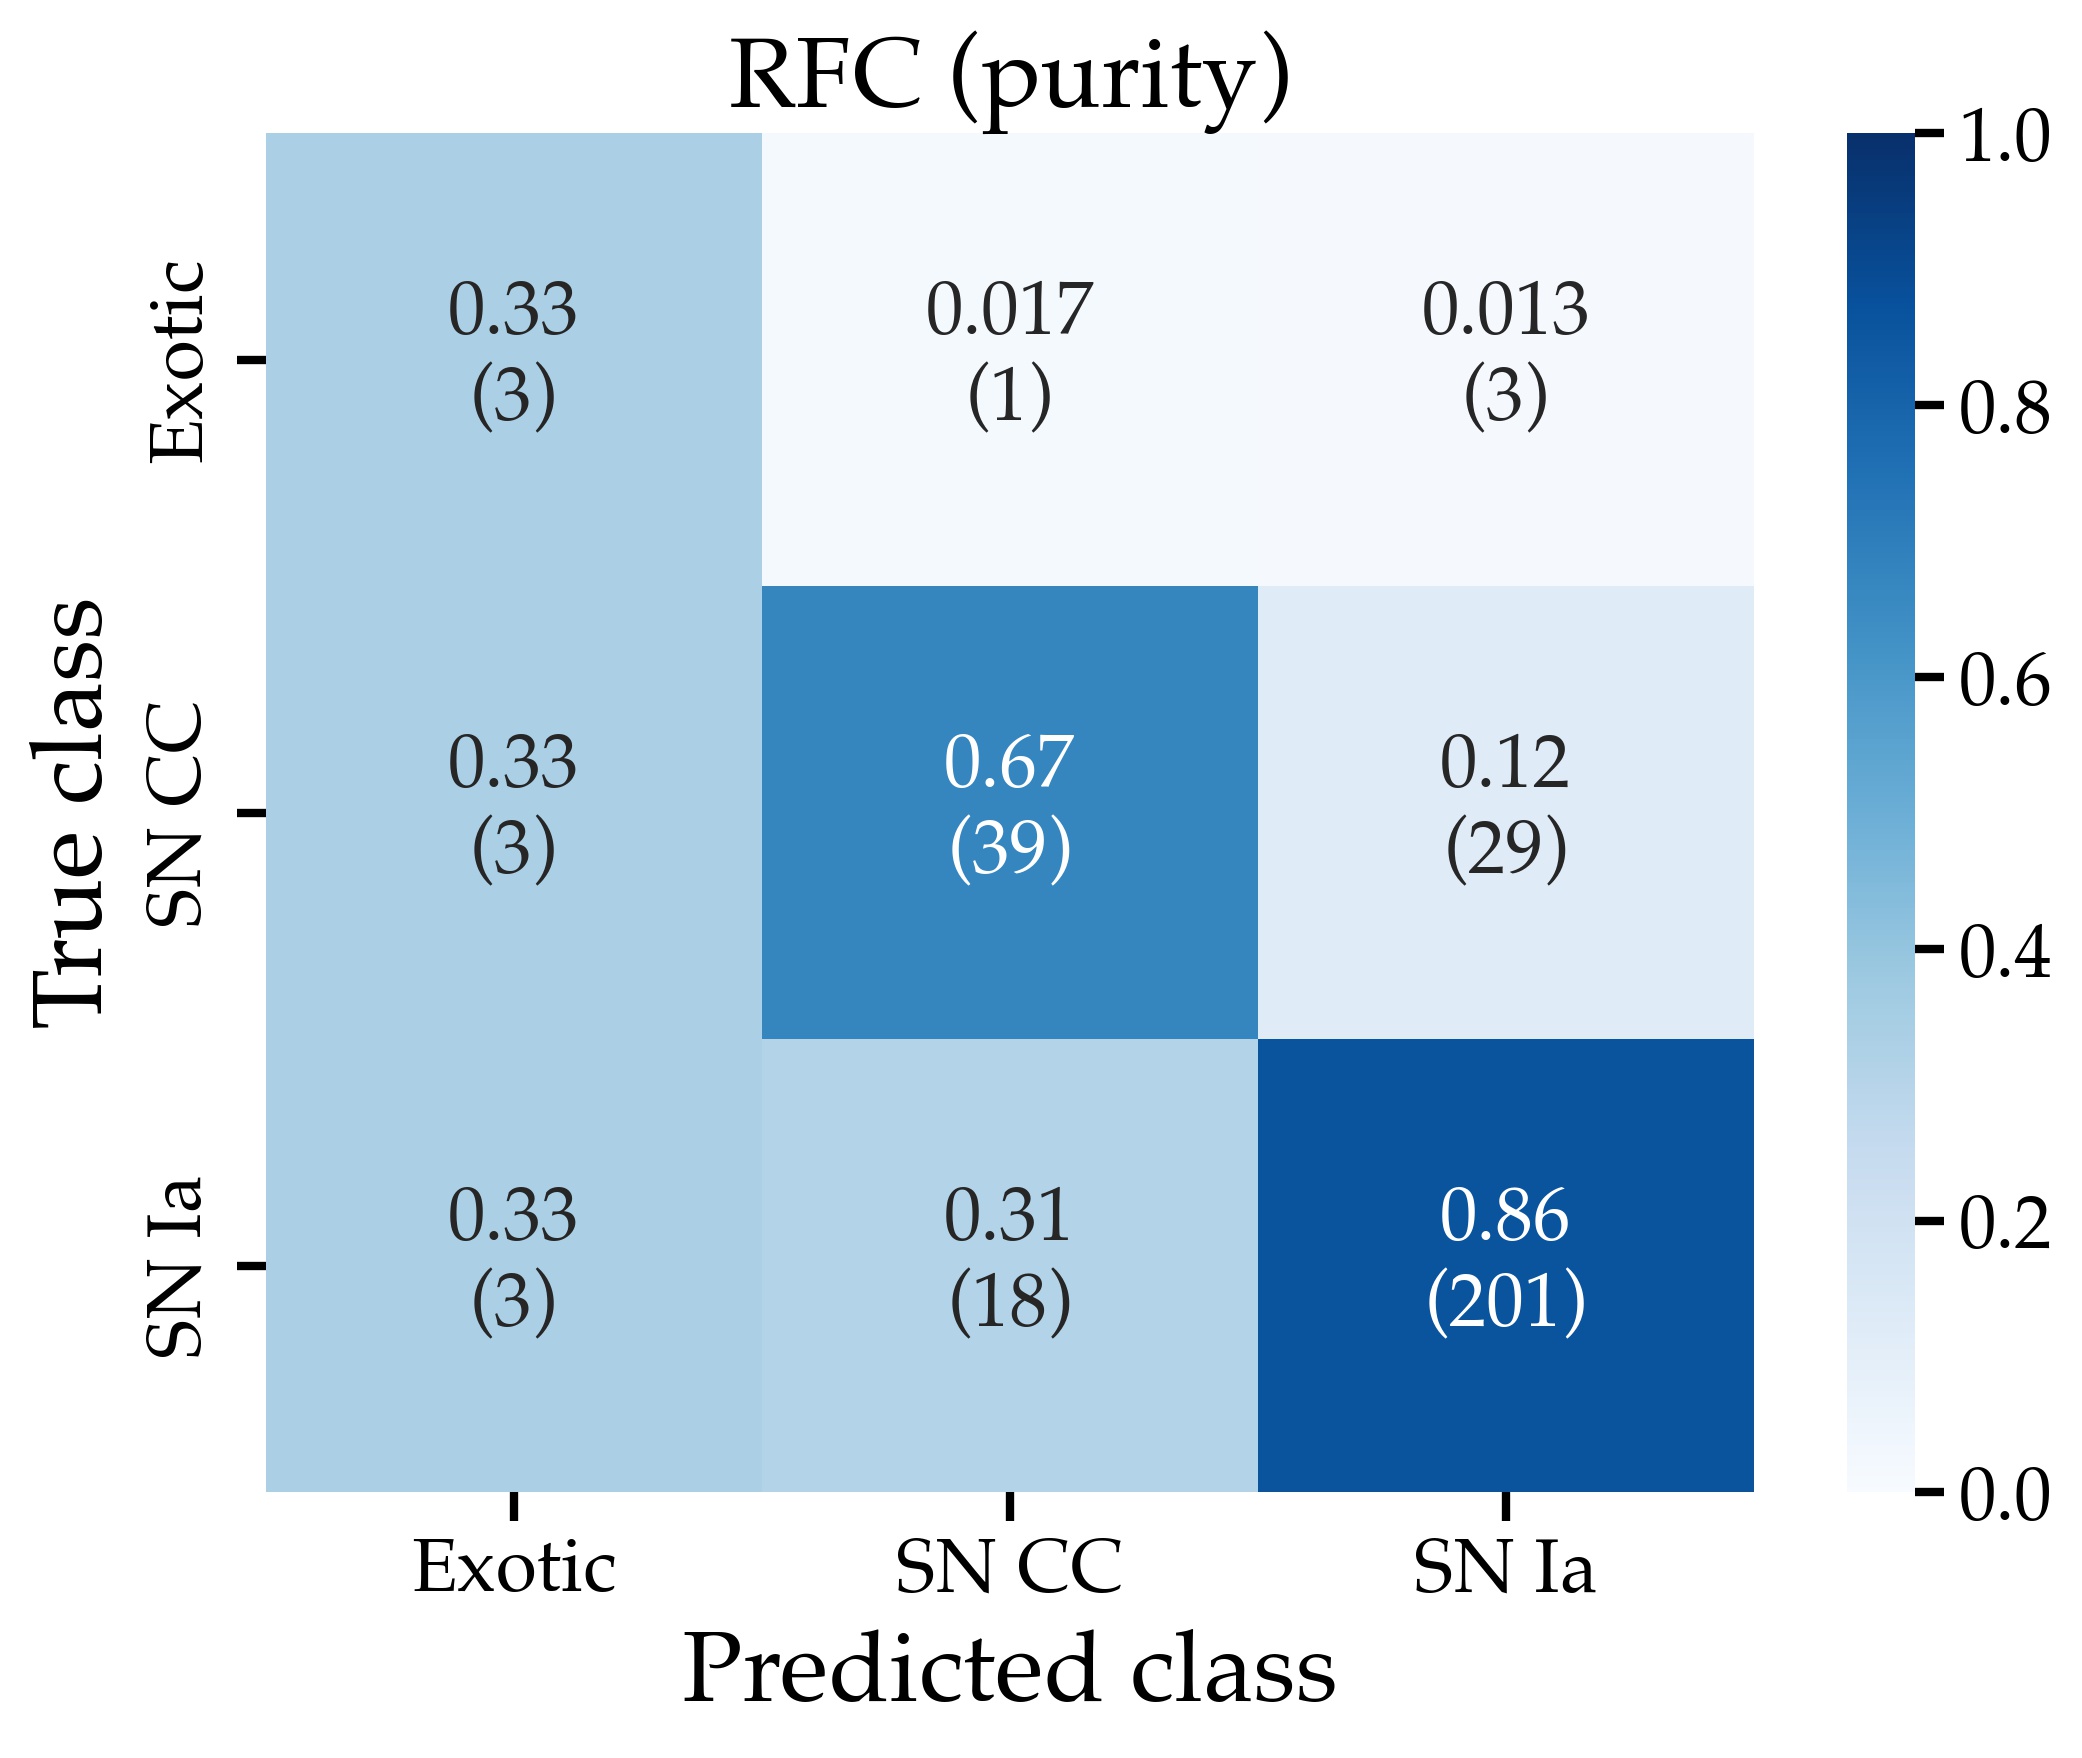 RFC (purity)
True class
Exotic
SN CC
SN Ia
0.33
(3)
0.017
(1)
0.013
(3)
0.33
(3)
0.67
(39)
0.12
(29)
0.33
(3)
0.31
(18)
0.86
(201)
Exotic
SN CC
SN Ia
Predicted class
1.0
0.8
0.6
0.4
0.2
0.0